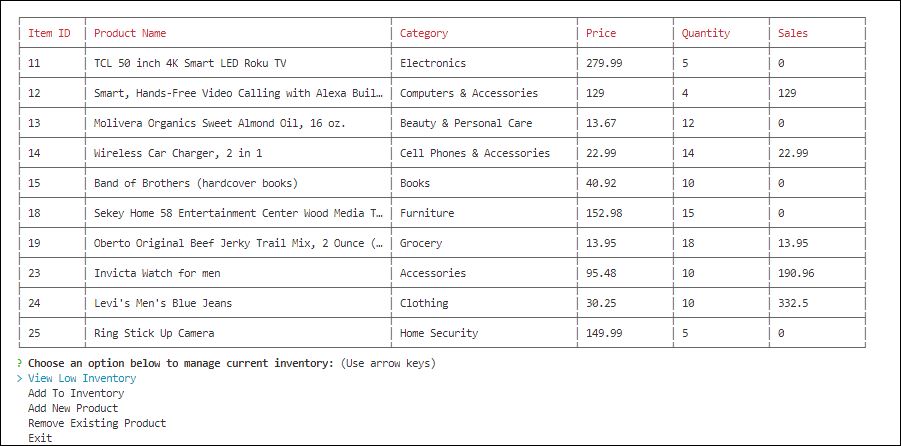 Item ID Product Name Category Price Quantity Sales
11 TCL 50 inch 4K Smart LED Roku TV Electronics 279.99 5 0
12 Smart, Hands-Free Video Calling with Alexa Buil… Computers & Accessories 129 4 129
13 Molivera Organics Sweet Almond Oil, 16 oz. Beauty & Personal Care 13.67 12 0
14 Wireless Car Charger, 2 in 1 Cell Phones & Accessories 22.99 14 22.99
15 Band of Brothers (hardcover books) Books 40.92 10 0
18 Sekey Home 58 Entertainment Center Wood Media T… Furniture 152.98 15 0
19 Oberto Original Beef Jerky Trail Mix, 2 Ounce (… Grocery 13.95 18 13.95
23 Invicta Watch for men Accessories 95.48 10 190.96
24 Levi's Men's Blue Jeans Clothing 30.25 10 332.5
25 Ring Stick Up Camera Home Security 149.99 5 0
? Choose an option below to manage current inventory: (Use arrow keys)
> View Low Inventory
Add To Inventory
Add New Product
Remove Existing Product
Exit